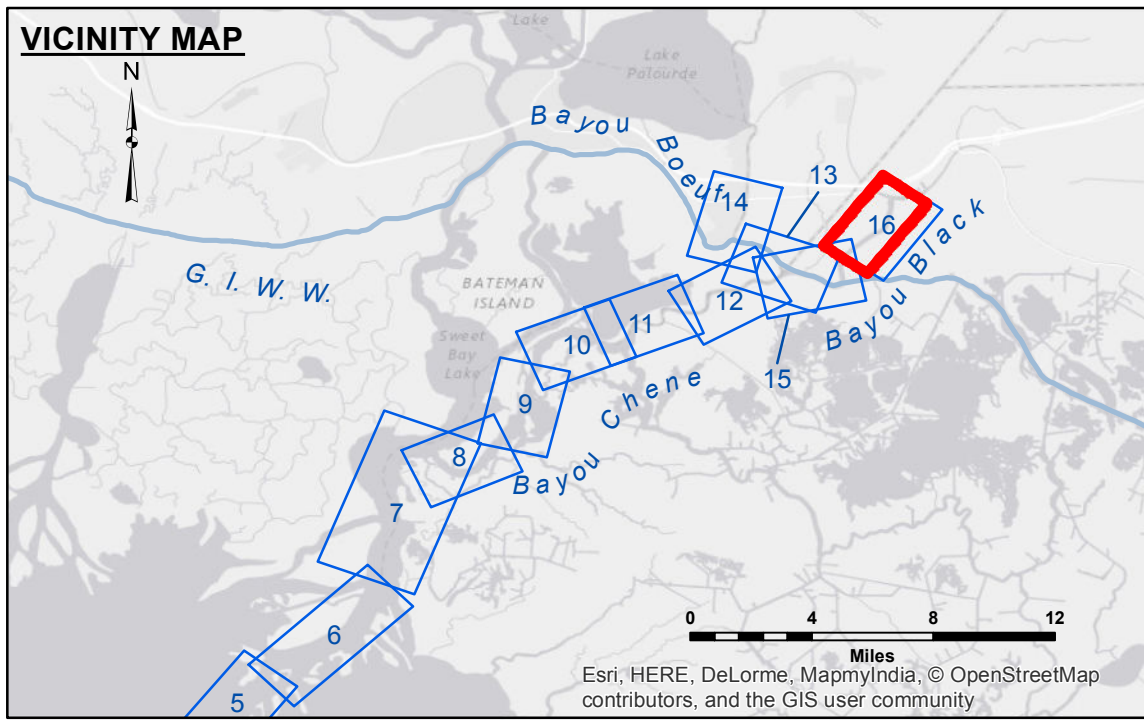 VICINITY MAP
N
Lake
Lake
Palourde
Bayou
Boeuf
13
14
16
Bayou Black
G. I. W. W.
BATEMAN
ISLAND
12
11
10
15
Sweet
Bay
Lake
Bayou Chene
9
8
7
6
5
0 4 8 12
Miles
Esri, HERE, DeLorme, MapmyIndia, © OpenStreetMap
contributors, and the GIS user community